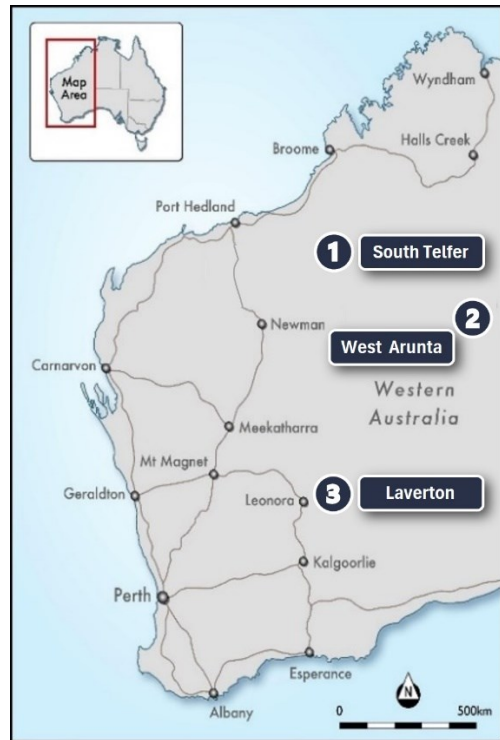 Map
Area
Wyndham
Broome
Halls Creek
Port Hedland
1
South Telfer
2
Newman
West Arunta
Carnarvon
Western
Australia
Meekatharra
Mt Magnet
Geraldton
Leonora
3
Laverton
Kalgoorlie
Perth
Esperance
N
Albany
0
500km